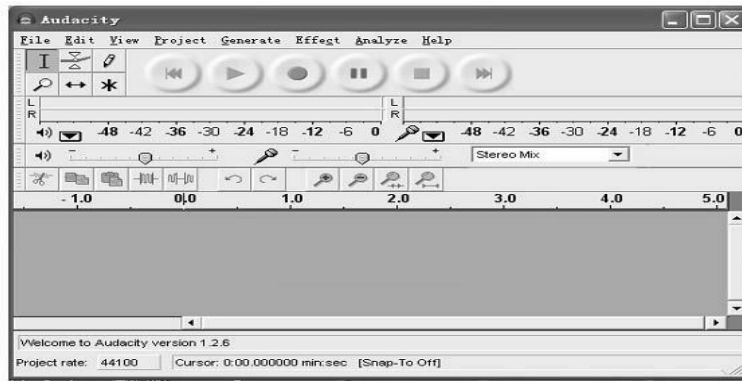 Audacity
File Edit View Project Generate Effect Analyze Help
L
R
L
R
-48 -42 -36 -30 -24 -18 -12 -6 0
-48 -42 -36 -30 -24 -18 -12 -6 0
- + - + Stereo Mix
- 1.0 0.0 1.0 2.0 3.0 4.0 5.0
Welcome to Audacity version 1.2.6
Project rate: 44100 Cursor: 0:00.000000 min:sec [Snap-To Off]